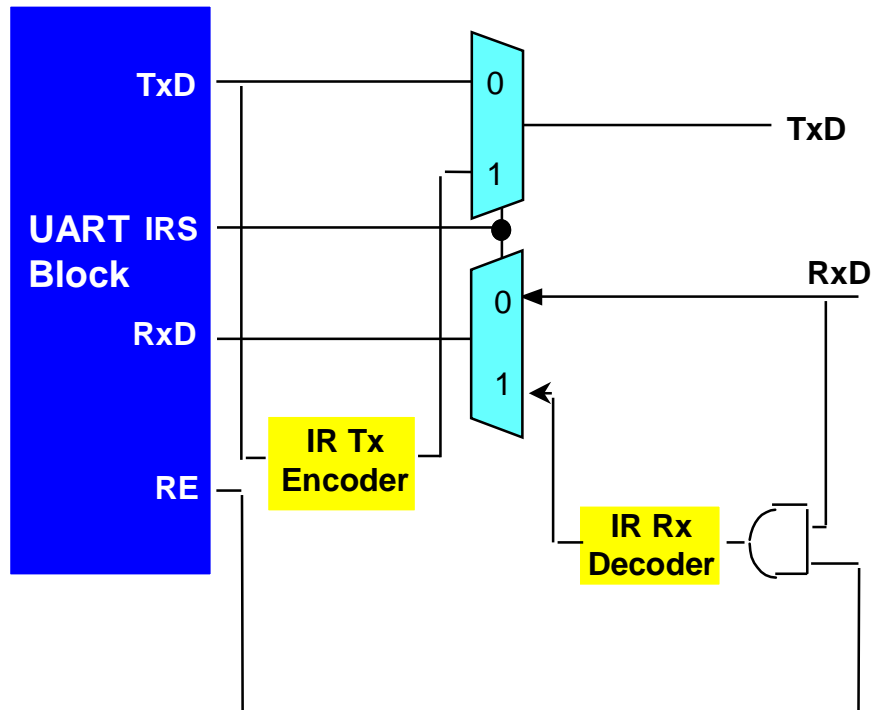 TxD
0
TxD
1
UART
Block
IRS
RxD
0
RxD
1
IR Tx
Encoder
RE
IR Rx
Decoder